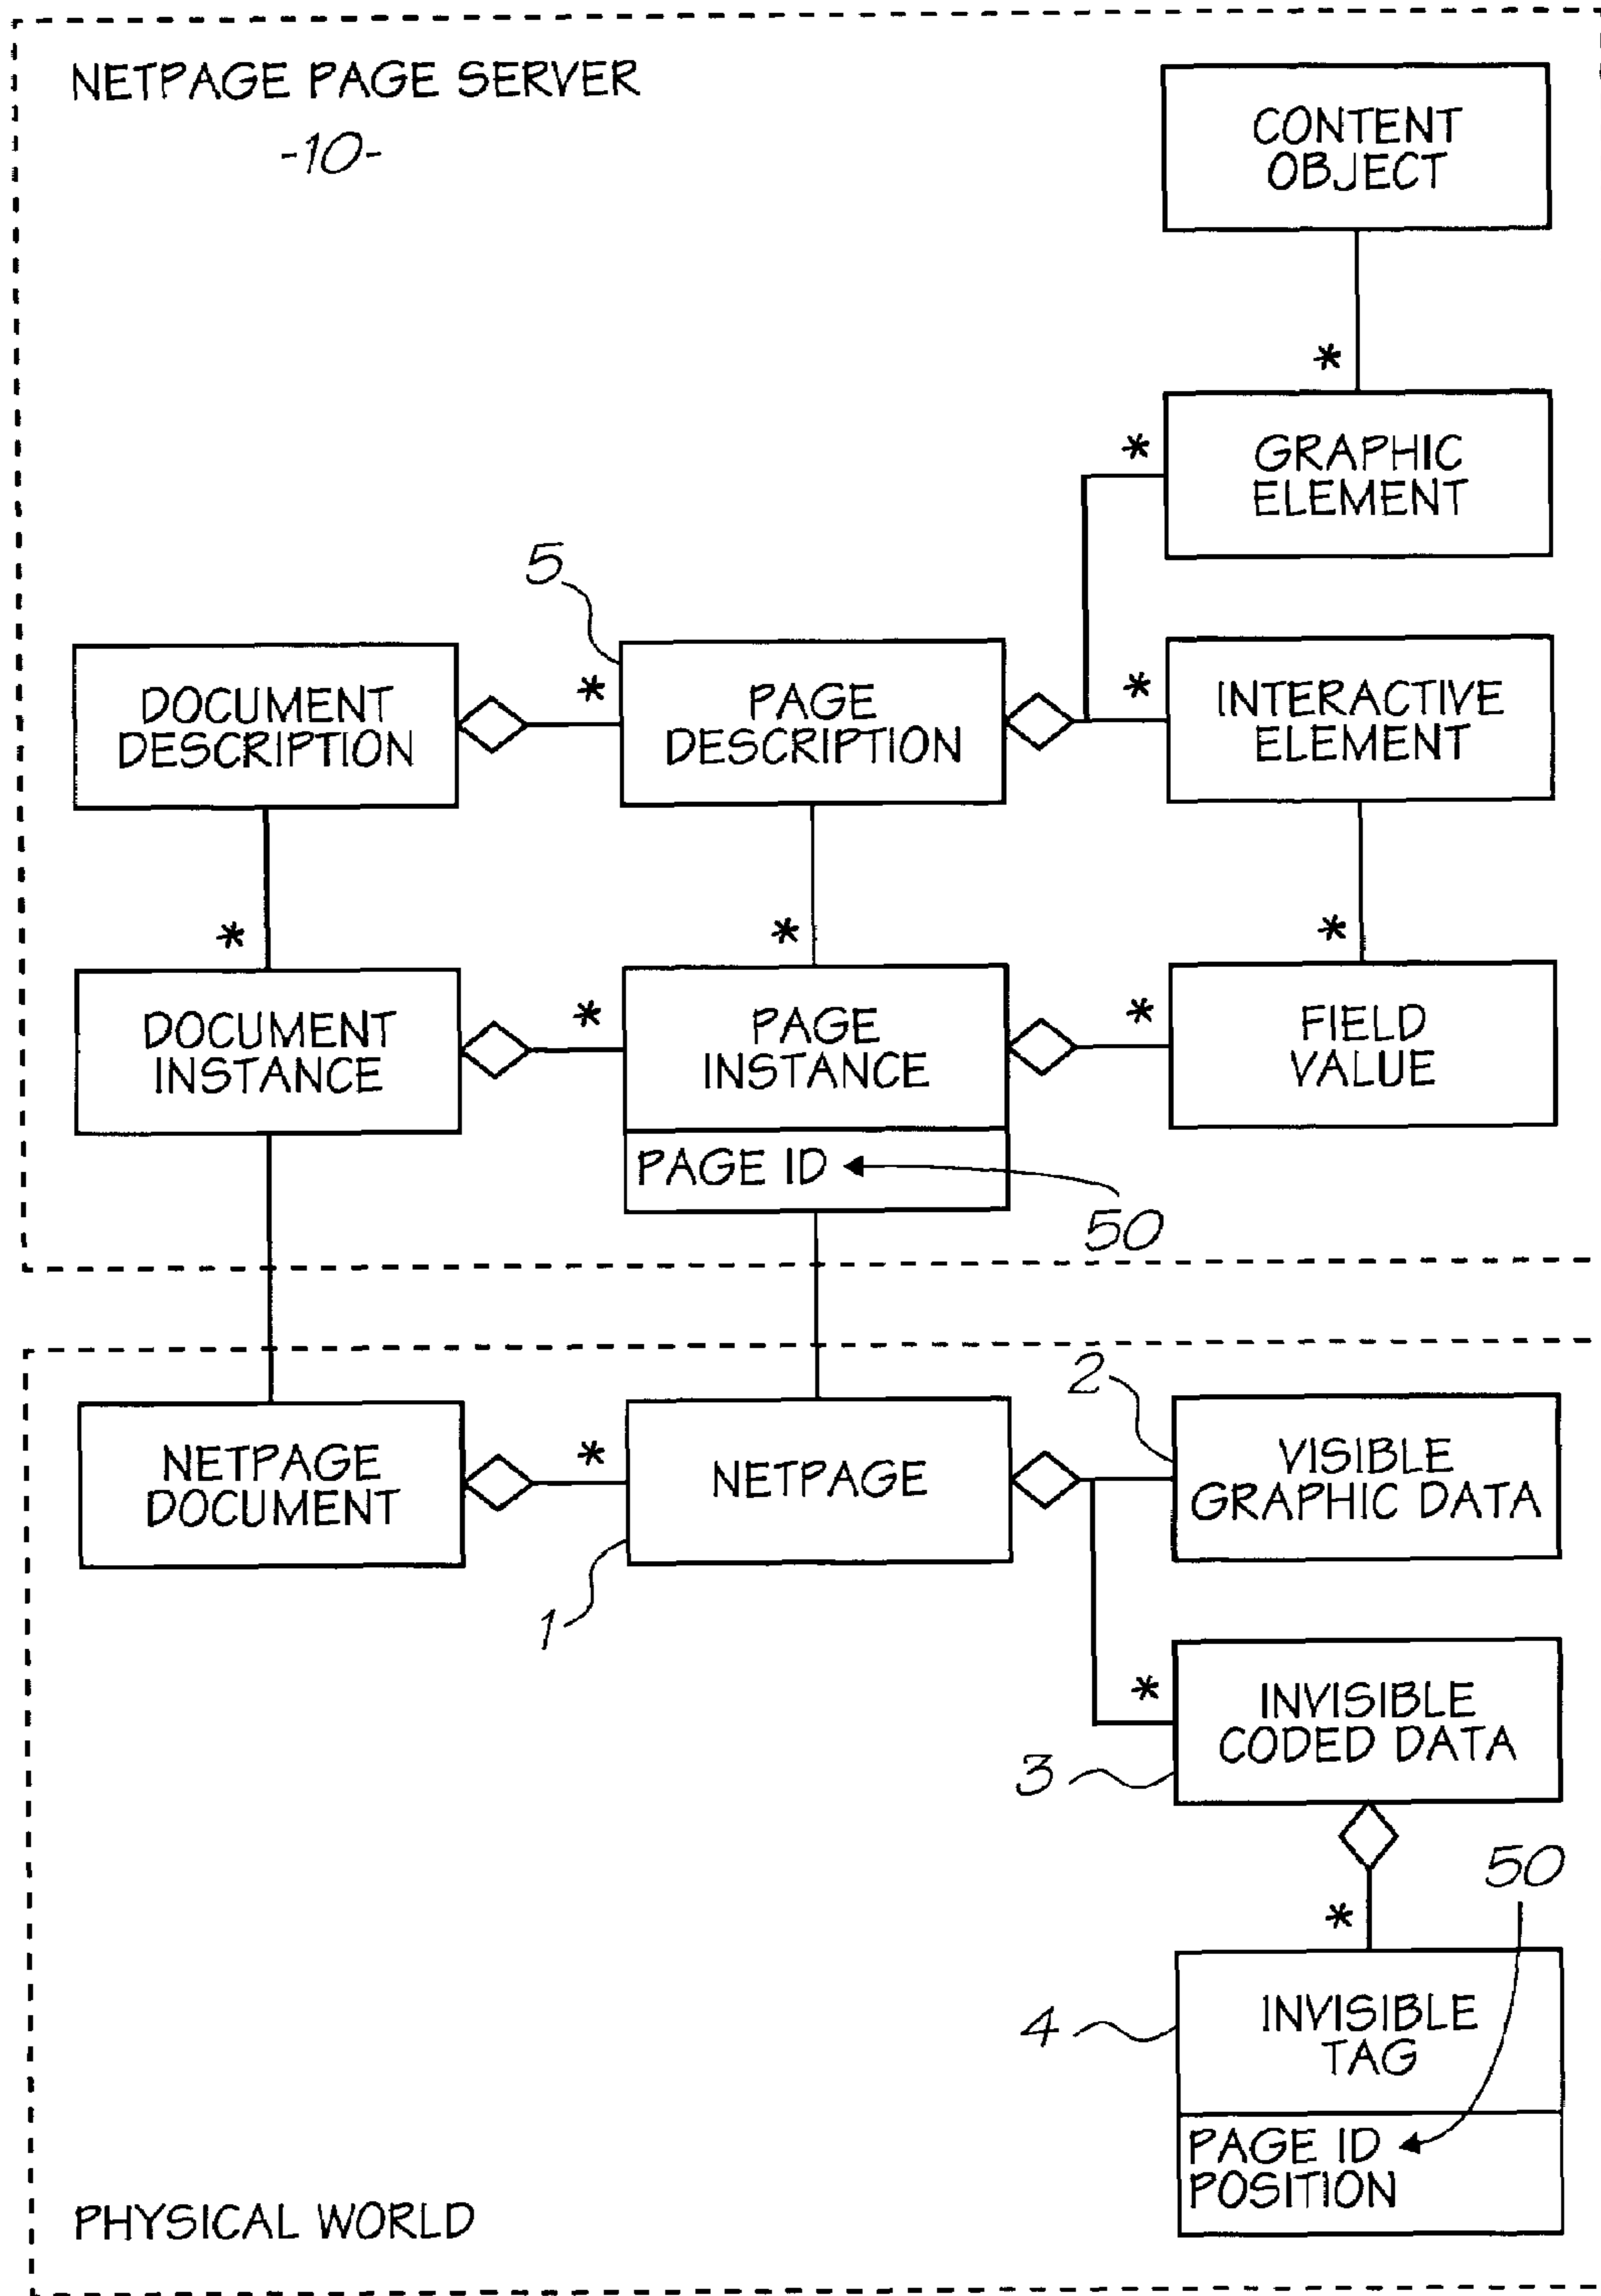 NETPAGE PAGE SERVER
-10-
CONTENT
OBJECT
*
*
GRAPHIC
ELEMENT
5
DOCUMENT
DESCRIPTION
*
PAGE
DESCRIPTION
*
INTERACTIVE
ELEMENT
*
*
*
DOCUMENT
INSTANCE
*
PAGE
INSTANCE
*
FIELD
VALUE
PAGE ID
50
NETPAGE
DOCUMENT
*
NETPAGE
1
2
VISIBLE
GRAPHIC DATA
*
INVISIBLE
CODED DATA
3
50
*
4
INVISIBLE
TAG
PAGE ID
POSITION
PHYSICAL WORLD